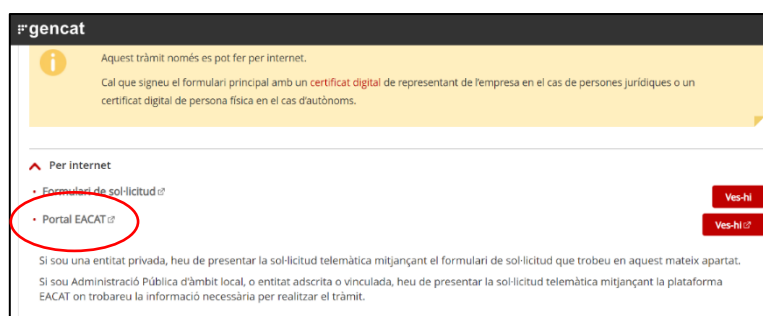 gencat
Aquest tràmit només es pot fer per internet.
Cal que signeu el formulari principal amb un certificat digital de representant de l'empresa en el cas de persones jurídiques o un
certificat digital de persona física en el cas d'autònoms.
Per internet
Formulari de sol·licitud
Ves-hi
Portal EACAT
Ves-hi
Si sou una entitat privada, heu de presentar la sol·licitud telemàtica mitjançant el formulari de sol·licitud que trobeu en aquest mateix apartat.
Si sou Administració Pública d'àmbit local, o entitat adscrita o vinculada, heu de presentar la sol·licitud telemàtica mitjançant la plataforma
EACAT on trobareu la informació necessària per realitzar el tràmit.